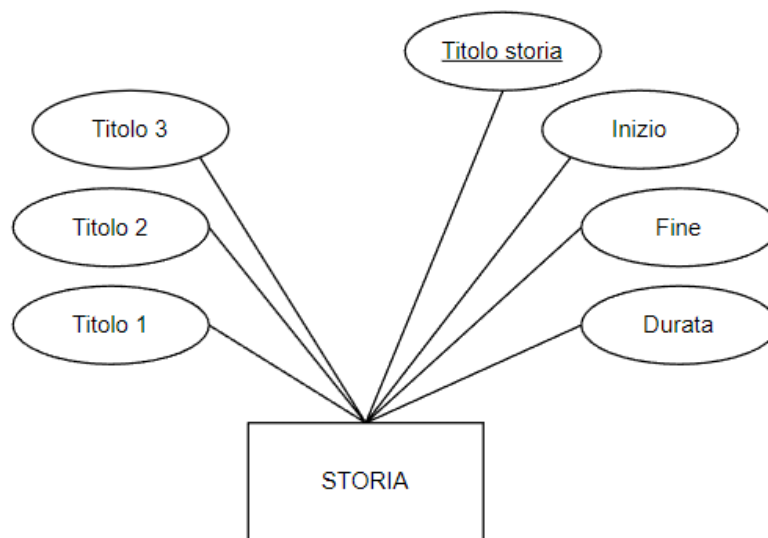 Titolo storia
Titolo 3
Inizio
Titolo 2
Fine
Titolo 1
Durata
STORIA